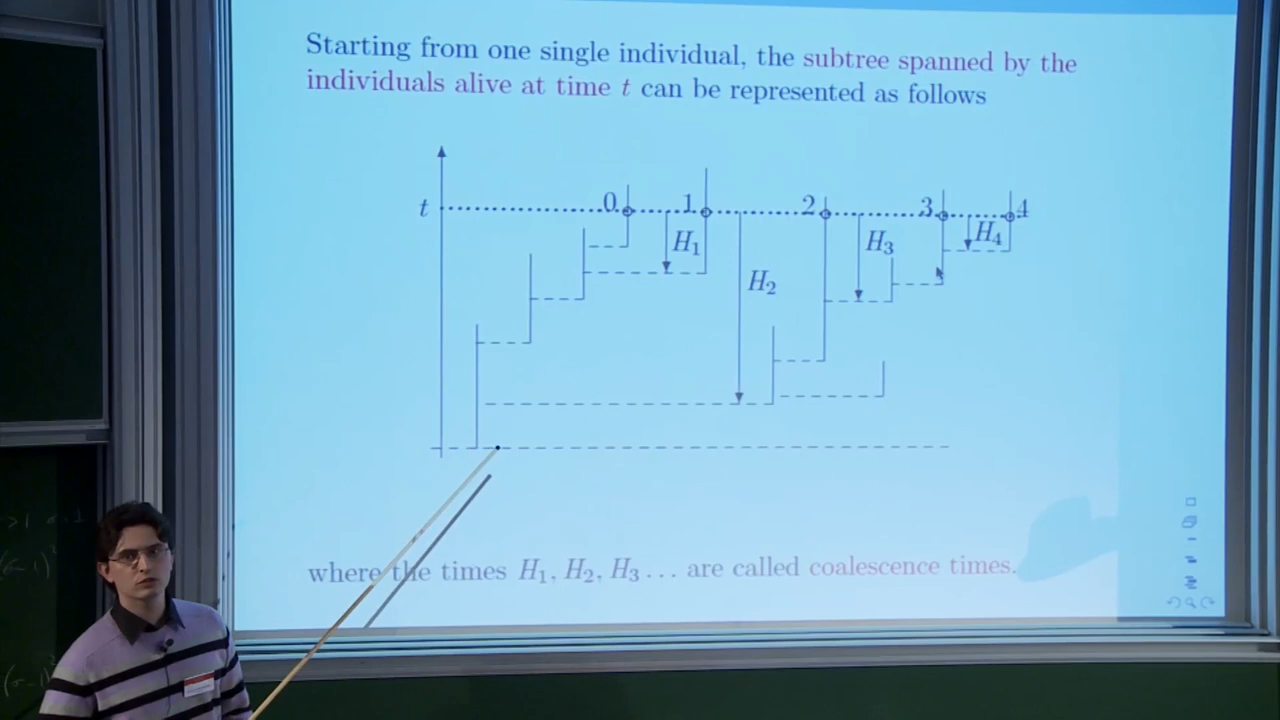 Starting from one single individual, the subtree spanned by the
individuals alive at time t can be represented as follows
t 0 1 2 3 4
H₁ H₂ H₃ H₄
where the times H₁, H₂, H₃ … are called coalescence times.